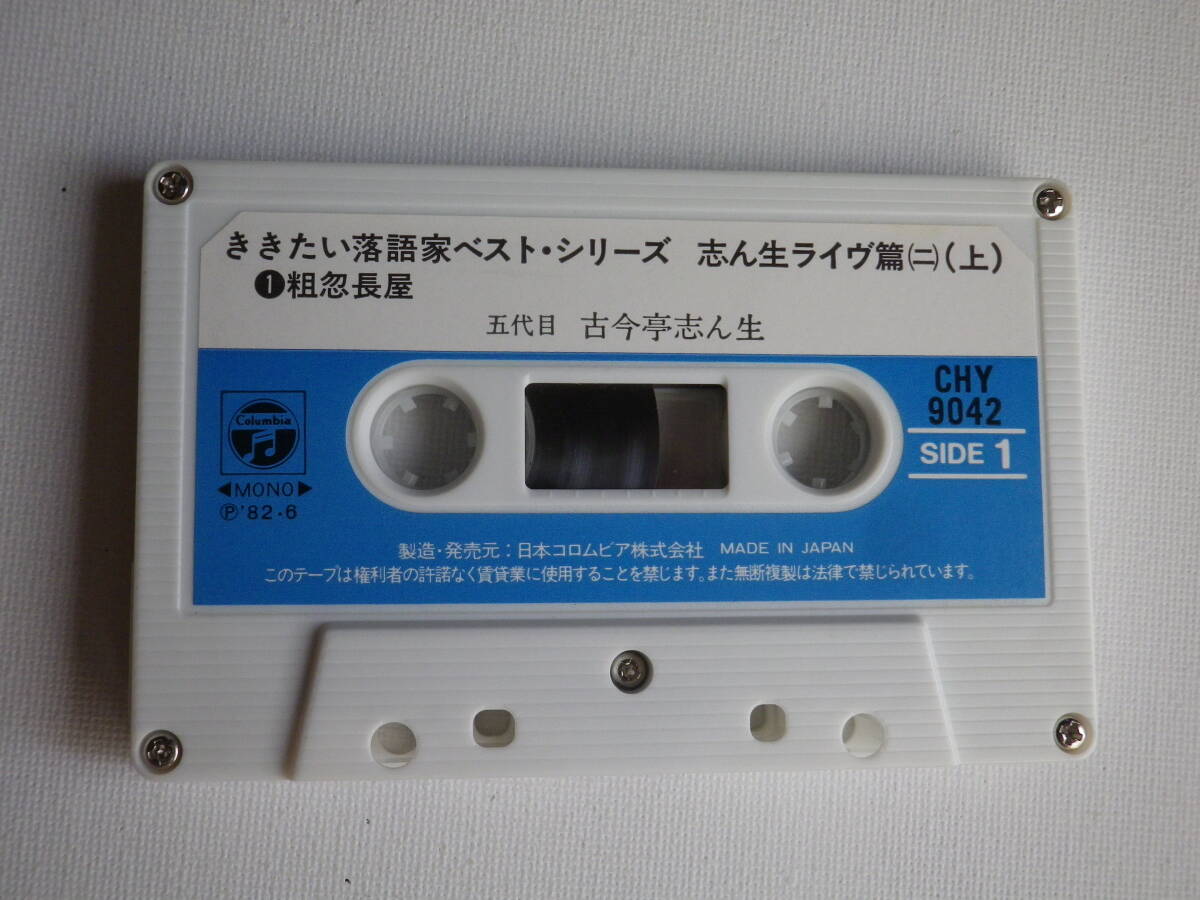 ききたい落語家ベスト・シリーズ 志ん生ライヴ篇㈡(上)
❶粗忽長屋
五代目 古今亭志ん生
Columbia
◀MONO▶
Ⓟ'82・6
CHY
9042
SIDE 1
製造・発売元:日本コロムビア株式会社 MADE IN JAPAN
このテープは権利者の許諾なく賃貸業に使用することを禁じます。また無断複製は法律で禁じられています。